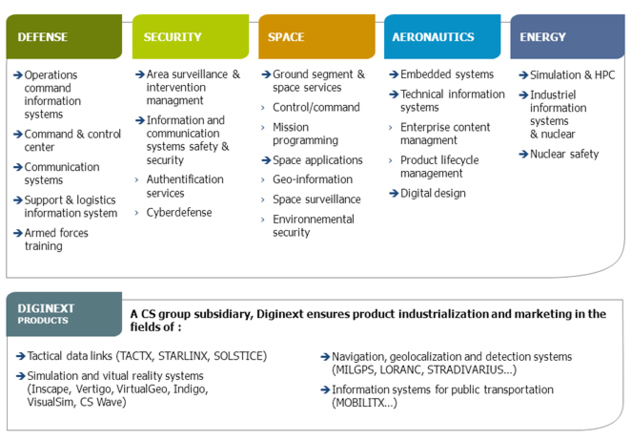 DEFENSE
➔Operations
command
information
systems
➔Command & control
center
➔Communication
systems
➔Support & logistics
information system
➔Armed forces
training
SECURITY
➔Area surveillance &
intervention
managment
➔Information and
communication
systems safety &
security
› Authentification
services
› Cyberdefense
SPACE
➔Ground segment &
space services
› Control/command
› Mission
programming
➔Space applications
› Geo-information
› Space surveillance
› Environnemental
security
AERONAUTICS
➔Embedded systems
➔Technical information
systems
› Enterprise content
managment
› Product lifecycle
management
➔Digital design
ENERGY
➔Simulation & HPC
➔Industriel
information
systems
& nuclear
➔Nuclear safety
DIGINEXT
PRODUCTS
A CS group subsidiary, Diginext ensures product industrialization and marketing in the
fields of :
➔Tactical data links (TACTX, STARLINX, SOLSTICE)
➔Simulation and vitual reality systems
(Inscape, Vertigo, VirtualGeo, Indigo,
VisualSim, CS Wave)
➔Navigation, geolocalization and detection systems
(MILGPS, LORANC, STRADIVARIUS...)
➔Information systems for public transportation
(MOBILITX...)